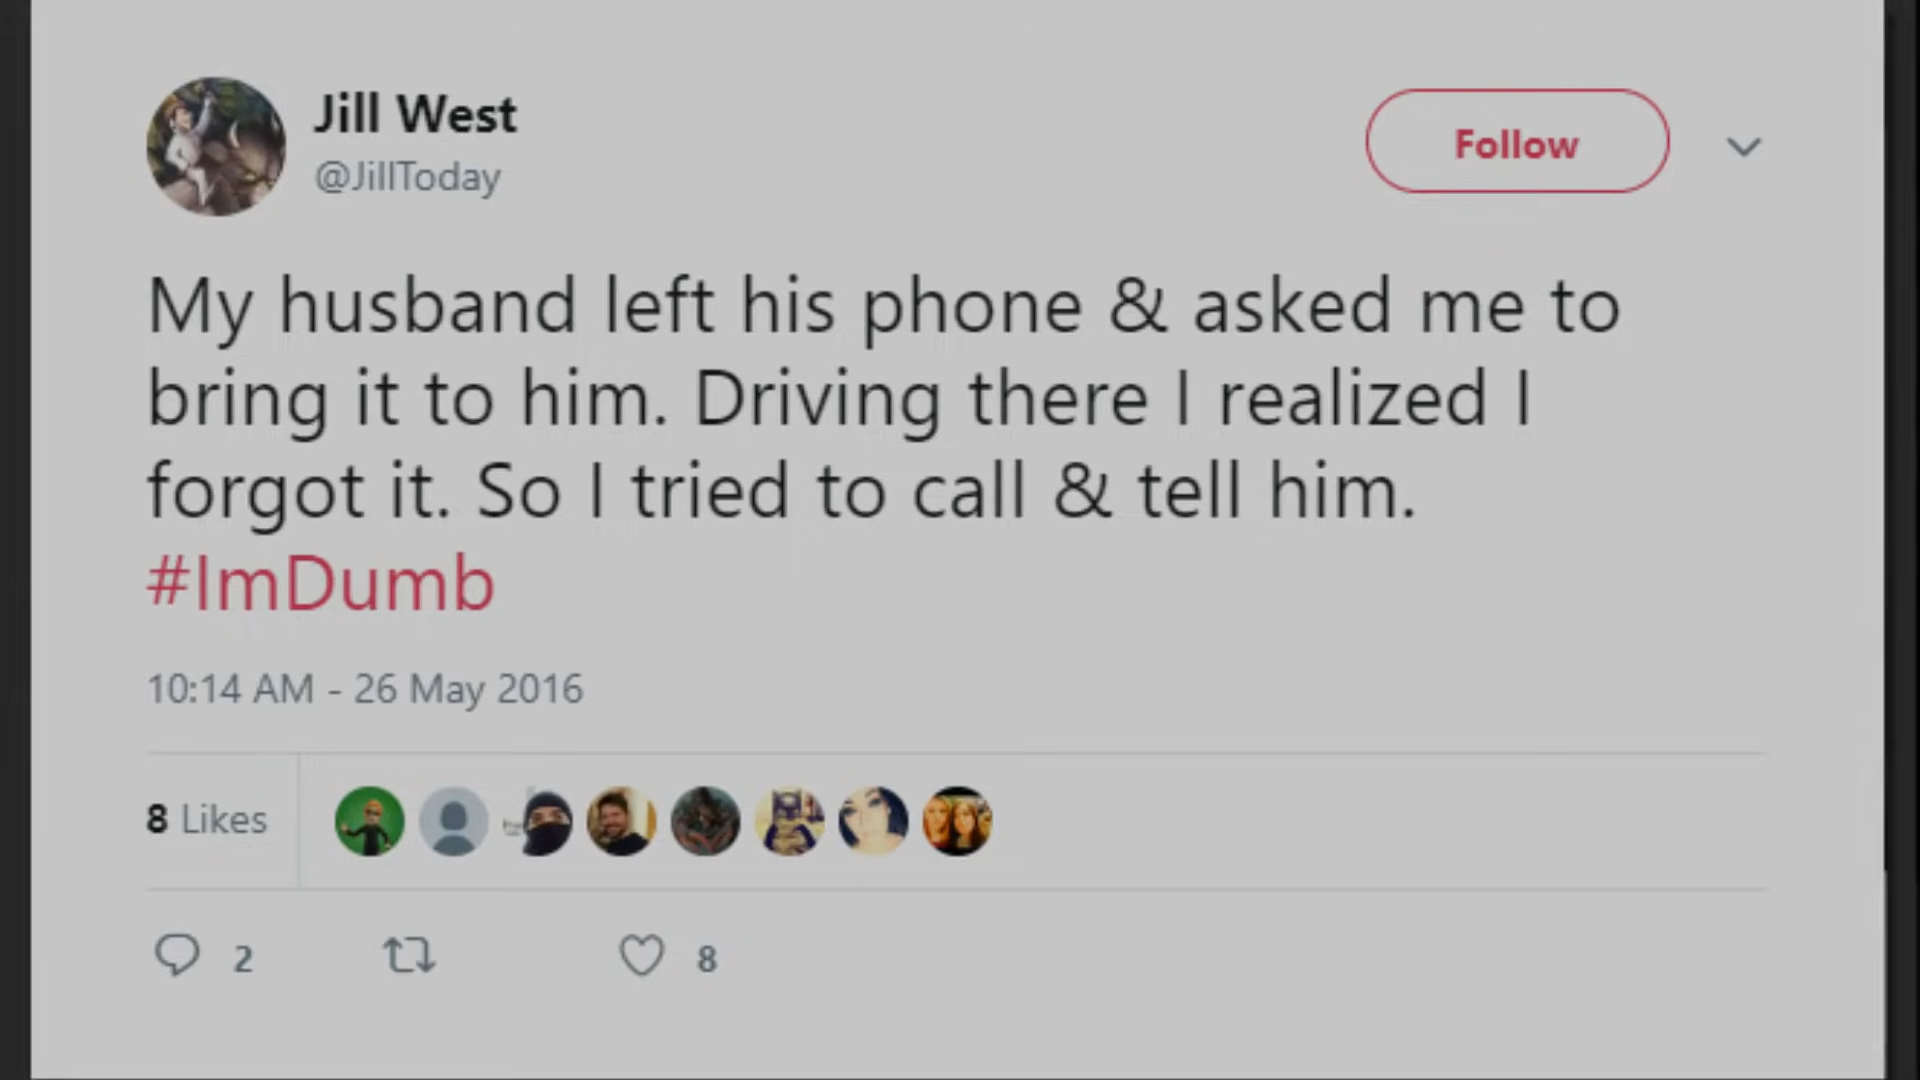 Jill West
@JillToday
Follow
My husband left his phone & asked me to
bring it to him. Driving there I realized I
forgot it. So I tried to call & tell him.
#ImDumb
10:14 AM - 26 May 2016
8 Likes
2
8